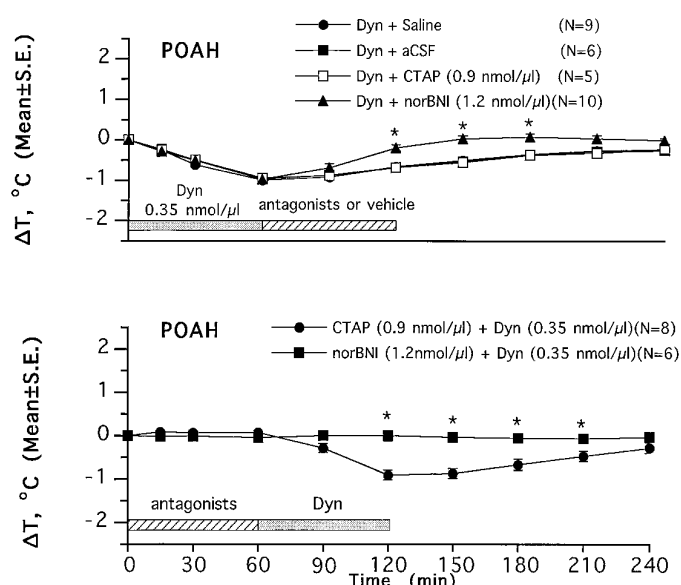 POAH
Dyn + Saline (N=9)
Dyn + aCSF (N=6)
Dyn + CTAP (0.9 nmol/µl) (N=5)
Dyn + norBNI (1.2 nmol/µl)(N=10)
ΔT, °C (Mean±S.E.)
2
1
0
-1
-2
* * *
Dyn
0.35 nmol/µl
antagonists or vehicle
POAH
CTAP (0.9 nmol/µl) + Dyn (0.35 nmol/µl)(N=8)
norBNI (1.2nmol/µl) + Dyn (0.35 nmol/µl)(N=6)
ΔT, °C (Mean±S.E.)
2
1
0
-1
-2
* * * *
antagonists Dyn
0 30 60 90 120 150 180 210 240
Time (min)